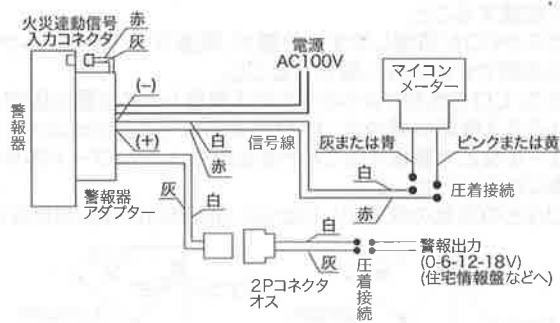 火災連動信号
入力コネクタ
赤
灰
電源
AC100V
マイコン
メーター
(−)
(+)
警報器
白
赤
信号線
灰または青
ピンクまたは黄
白
赤
圧着接続
警報器
アダプター
灰
白
2Pコネクタ
オス
白
灰
圧着接続
警報出力
(0-6-12-18V)
(住宅情報盤などへ)